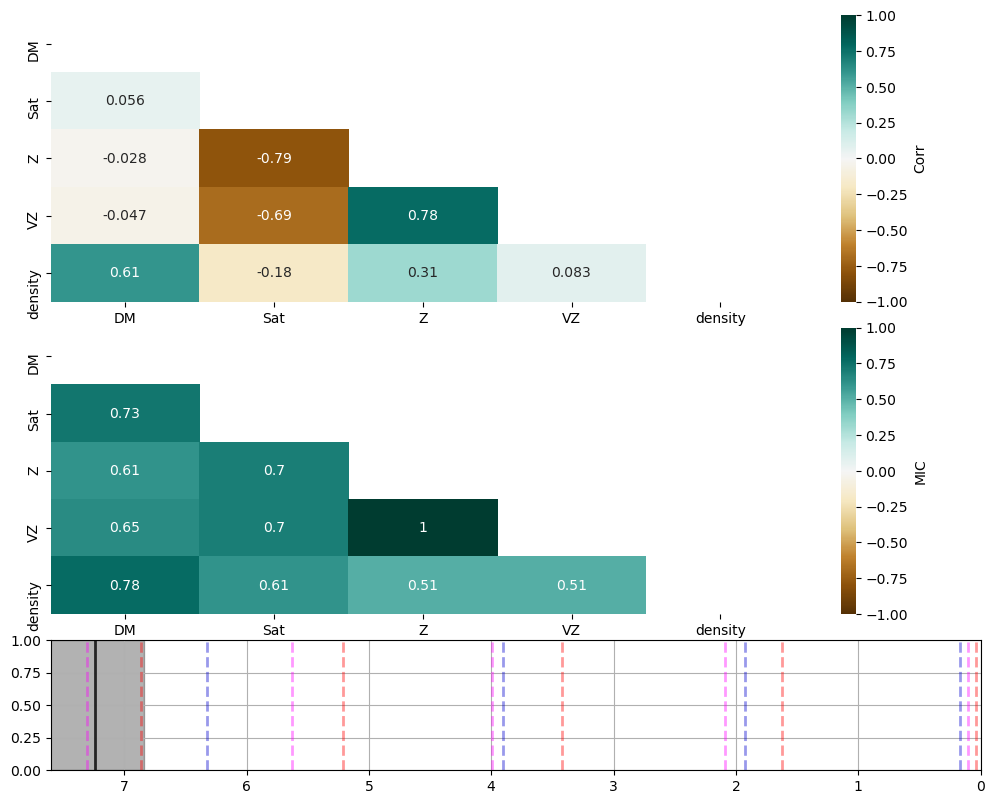 DM
Sat
0.056
Z
-0.028 -0.79
VZ
-0.047 -0.69 0.78
density
0.61 -0.18 0.31 0.083
DM Sat Z VZ density
1.00
0.75
0.50
0.25
0.00
−0.25
−0.50
−0.75
−1.00
Corr
DM
Sat
0.73
Z
0.61 0.7
VZ
0.65 0.7 1
density
0.78 0.61 0.51 0.51
DM Sat Z VZ density
1.00
0.75
0.50
0.25
0.00
−0.25
−0.50
−0.75
−1.00
MIC
1.00
0.75
0.50
0.25
0.00
7 6 5 4 3 2 1 0